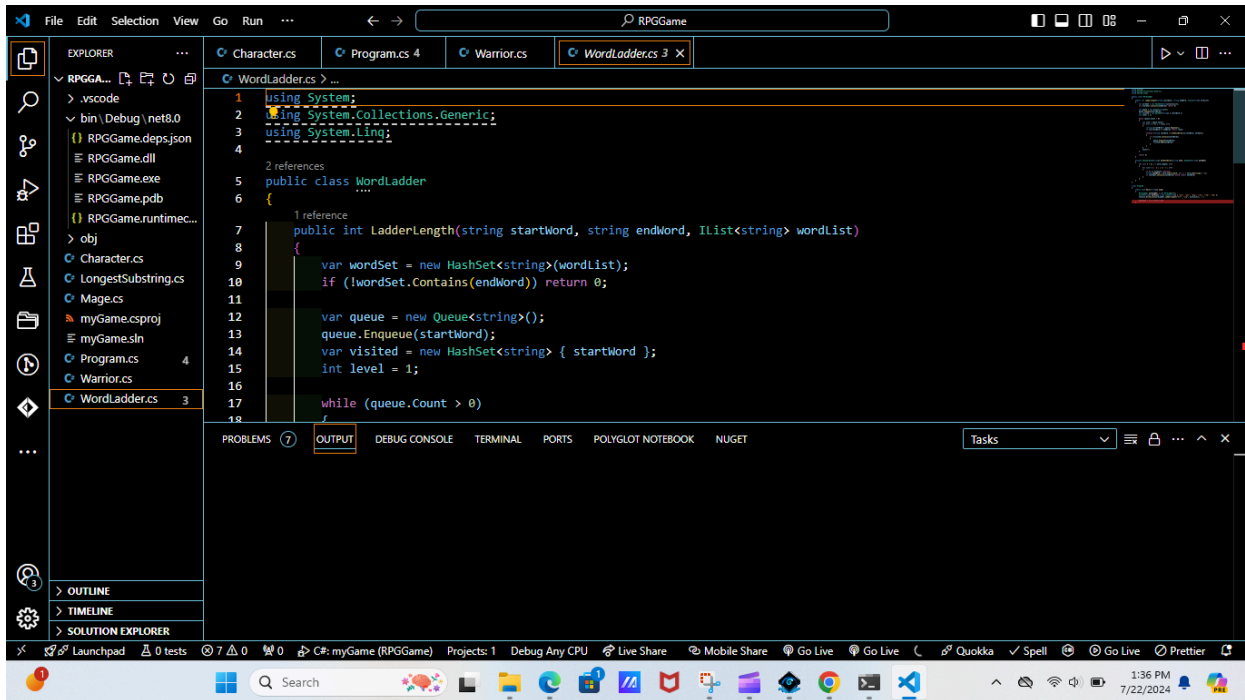 File Edit Selection View Go Run ··· RPGGame
EXPLORER ···
RPGGA...
.vscode
bin\Debug\net8.0
RPGGame.deps.json
RPGGame.dll
RPGGame.exe
RPGGame.pdb
RPGGame.runtimec...
obj
Character.cs
LongestSubstring.cs
Mage.cs
myGame.csproj
myGame.sln
Program.cs 4
Warrior.cs
WordLadder.cs 3
OUTLINE
TIMELINE
SOLUTION EXPLORER
Character.cs Program.cs 4 Warrior.cs WordLadder.cs 3
WordLadder.cs > ...
1 using System;
2 using System.Collections.Generic;
3 using System.Linq;
4
2 references
5 public class WordLadder
6 {
1 reference
7 public int LadderLength(string startWord, string endWord, IList<string> wordList)
8 {
9 var wordSet = new HashSet<string>(wordList);
10 if (!wordSet.Contains(endWord)) return 0;
11
12 var queue = new Queue<string>();
13 queue.Enqueue(startWord);
14 var visited = new HashSet<string> { startWord };
15 int level = 1;
16
17 while (queue.Count > 0)
18 {
PROBLEMS 7 OUTPUT DEBUG CONSOLE TERMINAL PORTS POLYGLOT NOTEBOOK NUGET Tasks
3
Launchpad 0 tests 7 0 0 C#: myGame (RPGGame) Projects: 1 Debug Any CPU Live Share Mobile Share Go Live Go Live Quokka Spell Go Live Prettier
1 Search 1:36 PM
7/22/2024 PRE